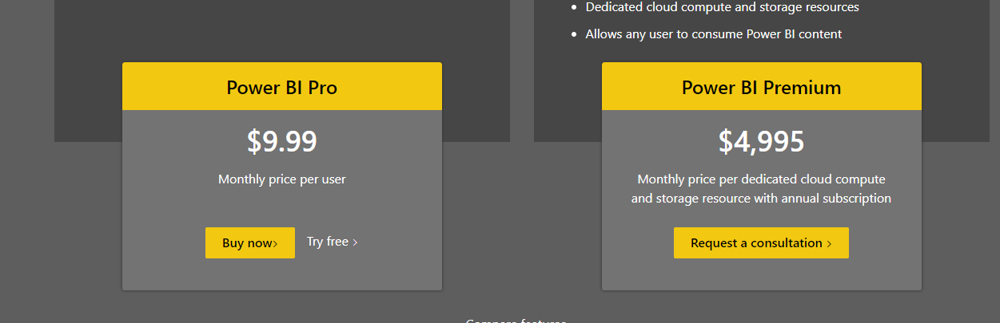 • Dedicated cloud compute and storage resources
• Allows any user to consume Power BI content
Power BI Pro
$9.99
Monthly price per user
Buy now›
Try free ›
Power BI Premium
$4,995
Monthly price per dedicated cloud compute
and storage resource with annual subscription
Request a consultation ›
Compare features